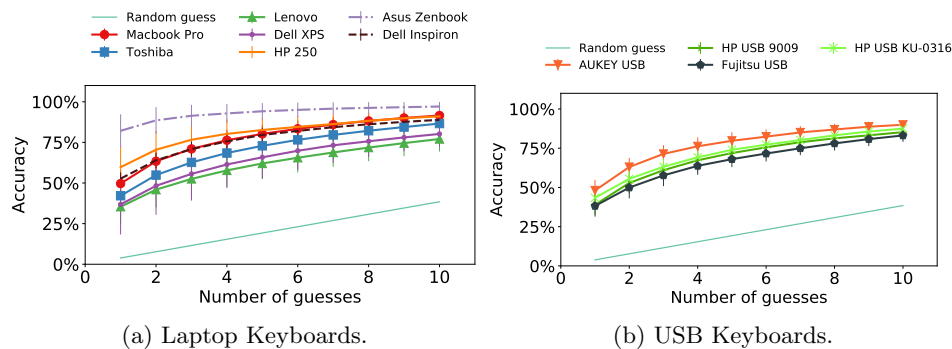 Random guess Lenovo Asus Zenbook
Macbook Pro Dell XPS Dell Inspiron
Toshiba HP 250
100%
75%
50%
25%
0%
Accuracy
0 2 4 6 8 10
Number of guesses
(a) Laptop Keyboards.
Random guess HP USB 9009 HP USB KU-0316
AUKEY USB Fujitsu USB
100%
75%
50%
25%
0%
Accuracy
0 2 4 6 8 10
Number of guesses
(b) USB Keyboards.